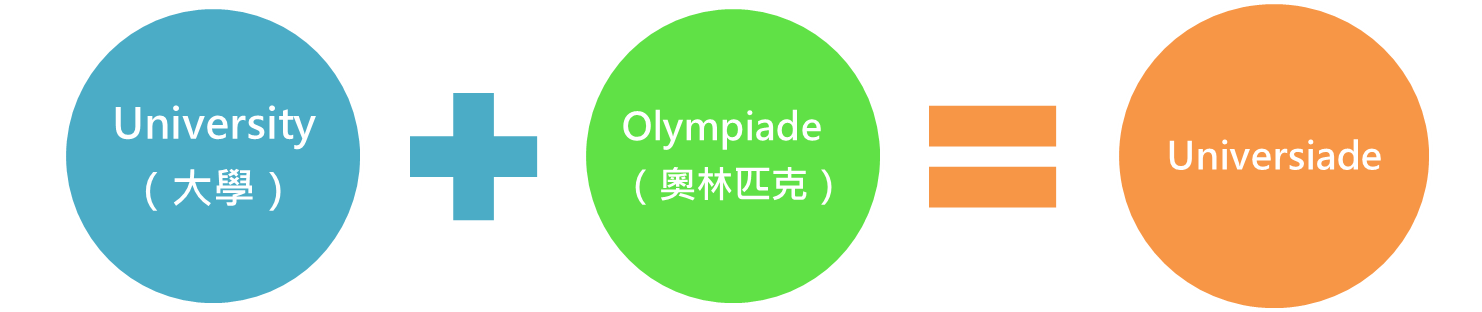 University
（大學）
Olympiade
（奧林匹克）
Universiade